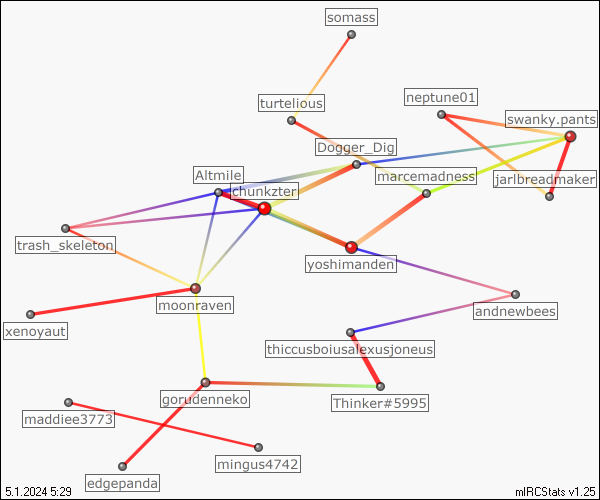 somass
neptune01
turtelious
swanky.pants
Dogger_Dig
Altmile
marcemadness
jarlbreadmaker
chunkzter
trash_skeleton
yoshimanden
moonraven
andnewbees
xenoyaut
thiccusboiusalexusjoneus
gorudenneko
Thinker#5995
maddiee3773
mingus4742
edgepanda
5.1.2024 5:29
mIRCStats v1.25